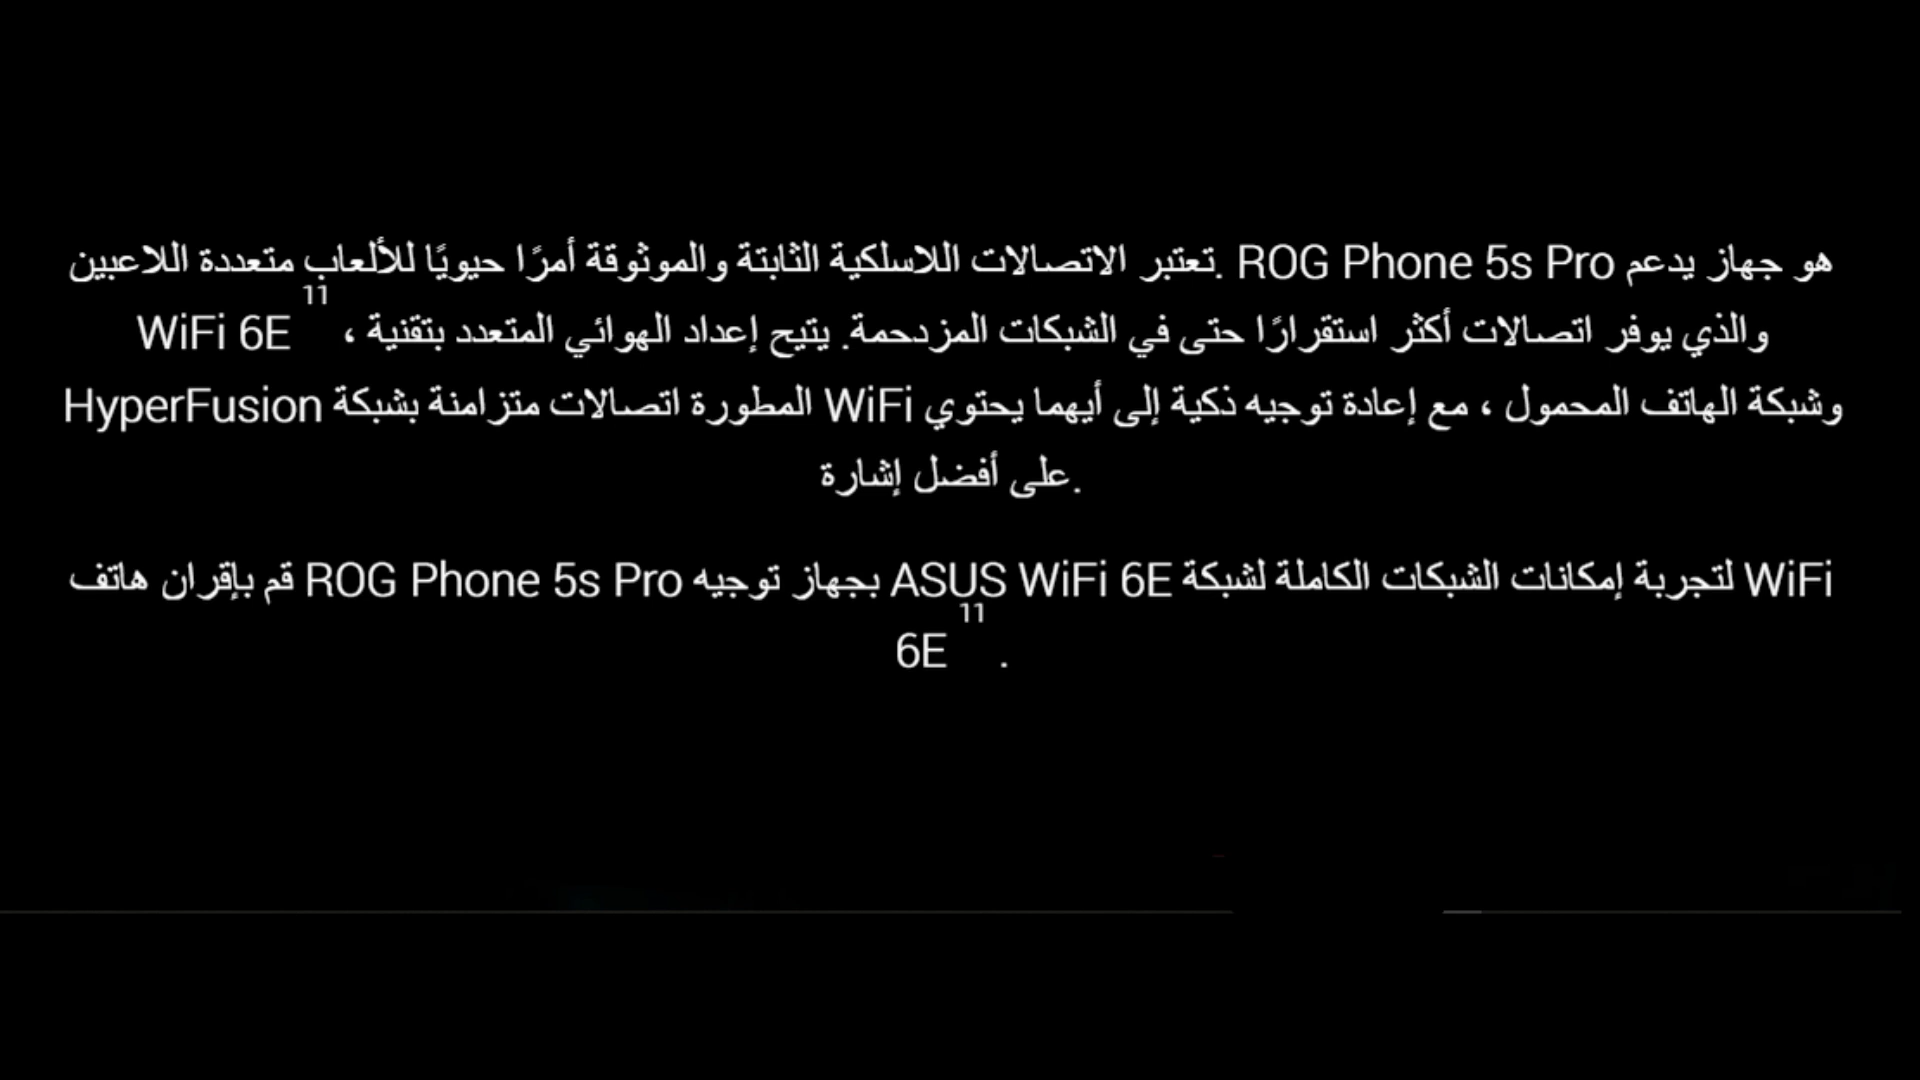 تعتبر الاتصالات اللاسلكية الثابتة والموثوقة أمرًا حيويًا للألعاب متعددة اللاعبين. ROG Phone 5s Pro هو جهاز يدعم
WiFi 6E 11 ، والذي يوفر اتصالات أكثر استقرارًا حتى في الشبكات المزدحمة. يتيح إعداد الهوائي المتعدد بتقنية
HyperFusion المطورة اتصالات متزامنة بشبكة WiFi وشبكة الهاتف المحمول ، مع إعادة توجيه ذكية إلى أيهما يحتوي
على أفضل إشارة.
قم بإقران هاتف ROG Phone 5s Pro بجهاز توجيه ASUS WiFi 6E لتجربة إمكانات الشبكات الكاملة لشبكة WiFi
6E 11 .